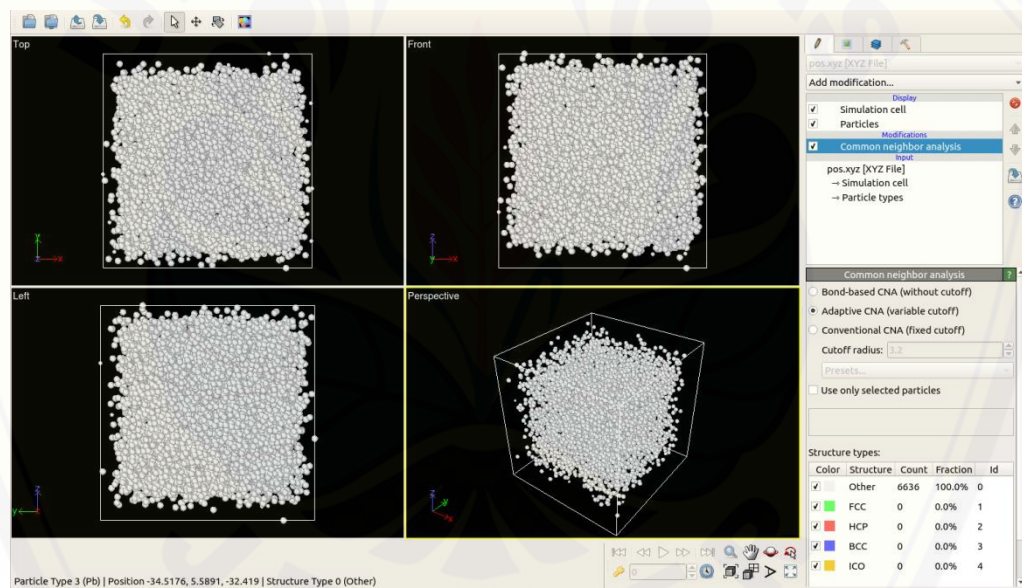 Top
Front
Left
Perspective
y
z
x
z
y
x
z
y
x
z
y
x
pos.xyz [XYZ File]
Add modification...
Display
Simulation cell
Particles
Modifications
Common neighbor analysis
Input
pos.xyz [XYZ File]
→ Simulation cell
→ Particle types
Common neighbor analysis ?
Bond-based CNA (without cutoff)
Adaptive CNA (variable cutoff)
Conventional CNA (fixed cutoff)
Cutoff radius: 3.2
Presets...
Use only selected particles
Structure types:
Color Structure Count Fraction Id
Other 6636 100.0% 0
FCC 0 0.0% 1
HCP 0 0.0% 2
BCC 0 0.0% 3
ICO 0 0.0% 4
0
Particle Type 3 (Pb) | Position -34.5176, 5.5891, -32.419 | Structure Type 0 (Other)